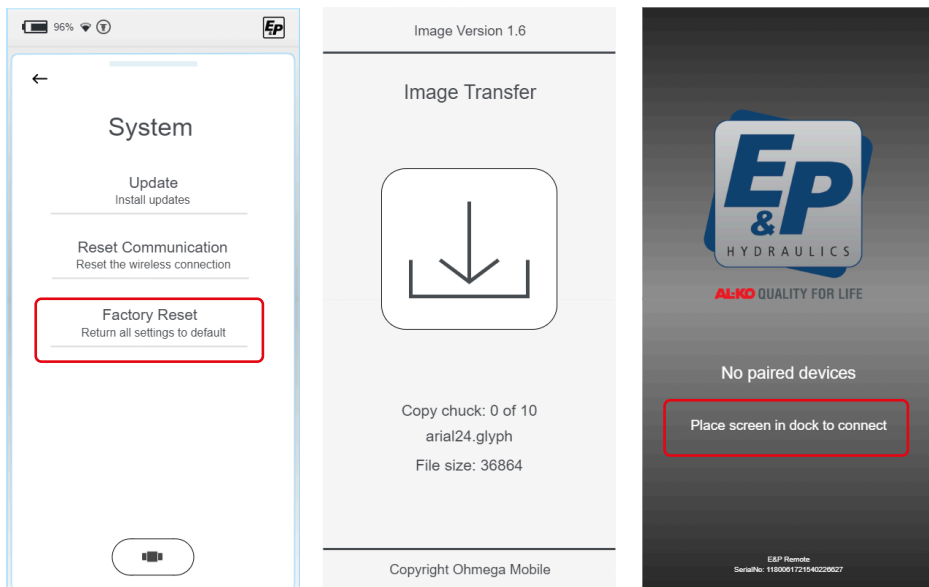 96%
E&P
System
Update
Install updates
Reset Communication
Reset the wireless connection
Factory Reset
Return all settings to default
Image Version 1.6
Image Transfer
Copy chuck: 0 of 10
arial24.glyph
File size: 36864
Copyright Ohmega Mobile
E&P
HYDRAULICS
AL-KO QUALITY FOR LIFE
No paired devices
Place screen in dock to connect
E&P Remote
SerialNo: 1180061721540226627